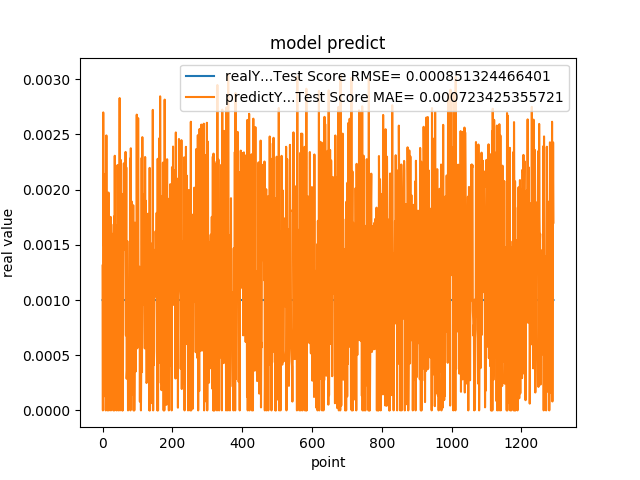 model predict
realY...Test Score RMSE= 0.000851324466401
predictY...Test Score MAE= 0.000723425355721
0.0030
0.0025
0.0020
0.0015
0.0010
0.0005
0.0000
real value
0 200 400 600 800 1000 1200
point